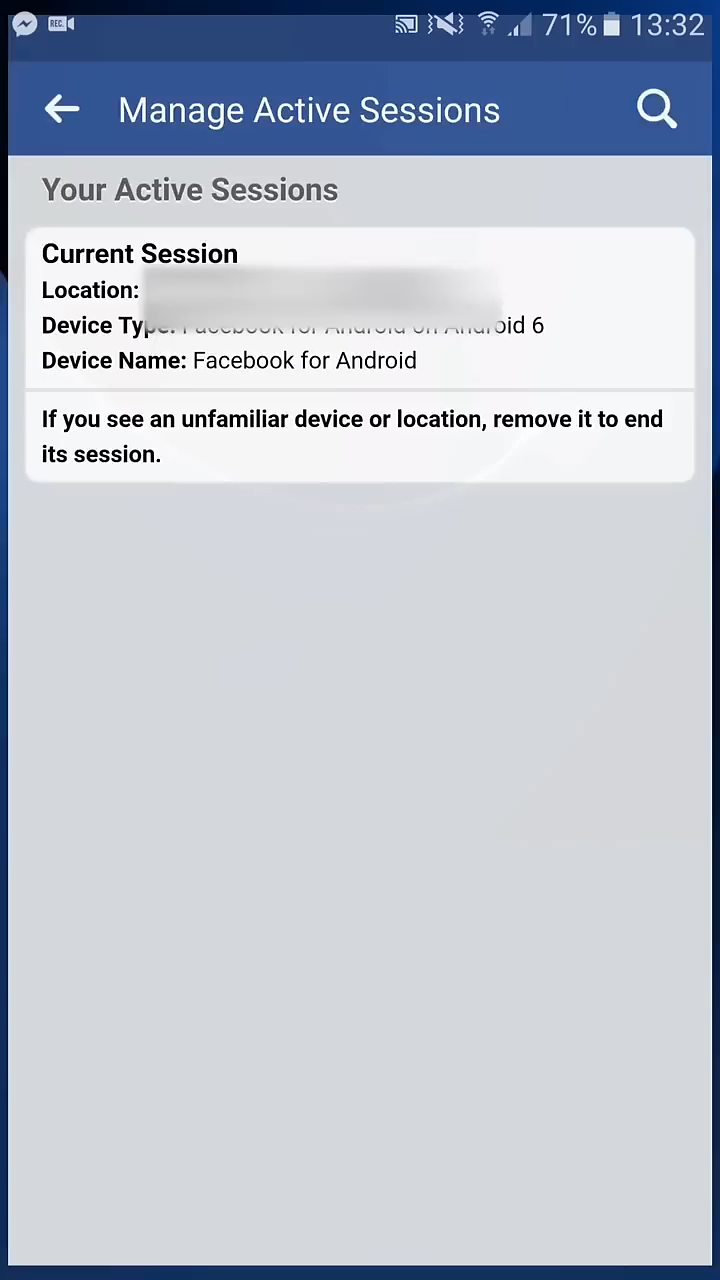 REC
71% 13:32
Manage Active Sessions
Your Active Sessions
Current Session
Location:
Device Type: Facebook for Android on Android 6
Device Name: Facebook for Android
If you see an unfamiliar device or location, remove it to end
its session.